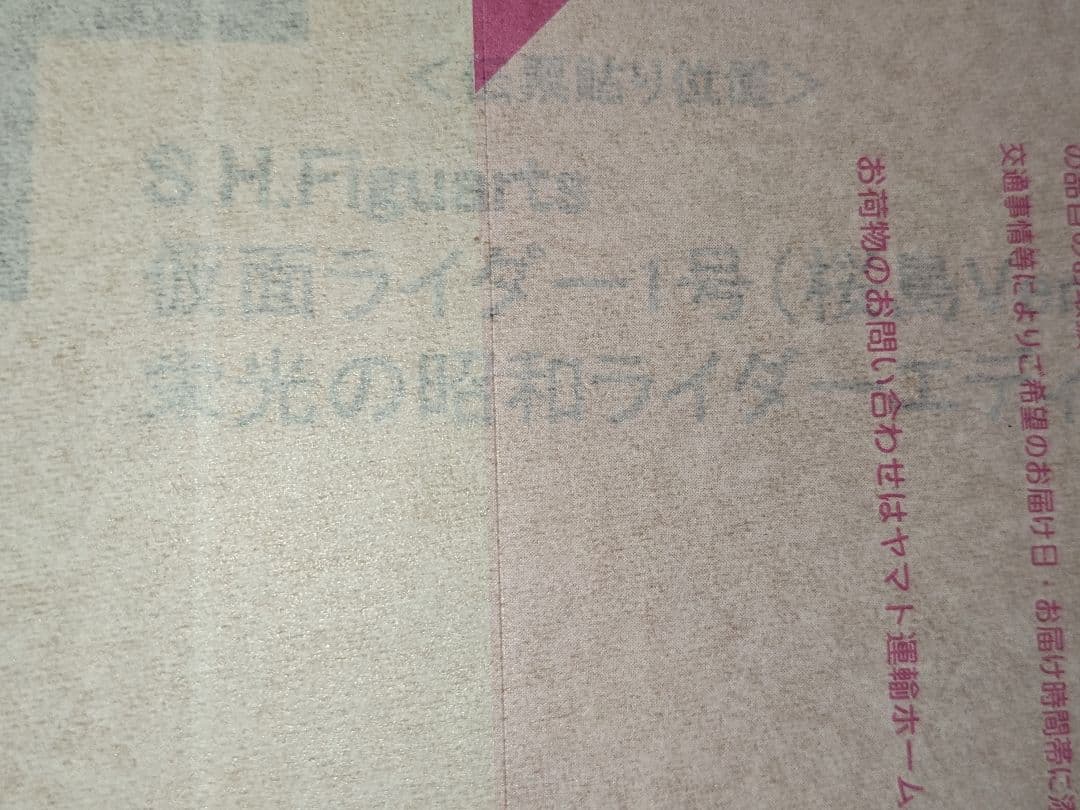 貼り位置>
S.H.Figuarts
仮面ライダー1号(桜島Ver.
栄光の昭和ライダーエディ
お荷物のお問い合わせはヤマト運輸ホーム
交通事情等によりご希望のお届け日・お届け時間帯に